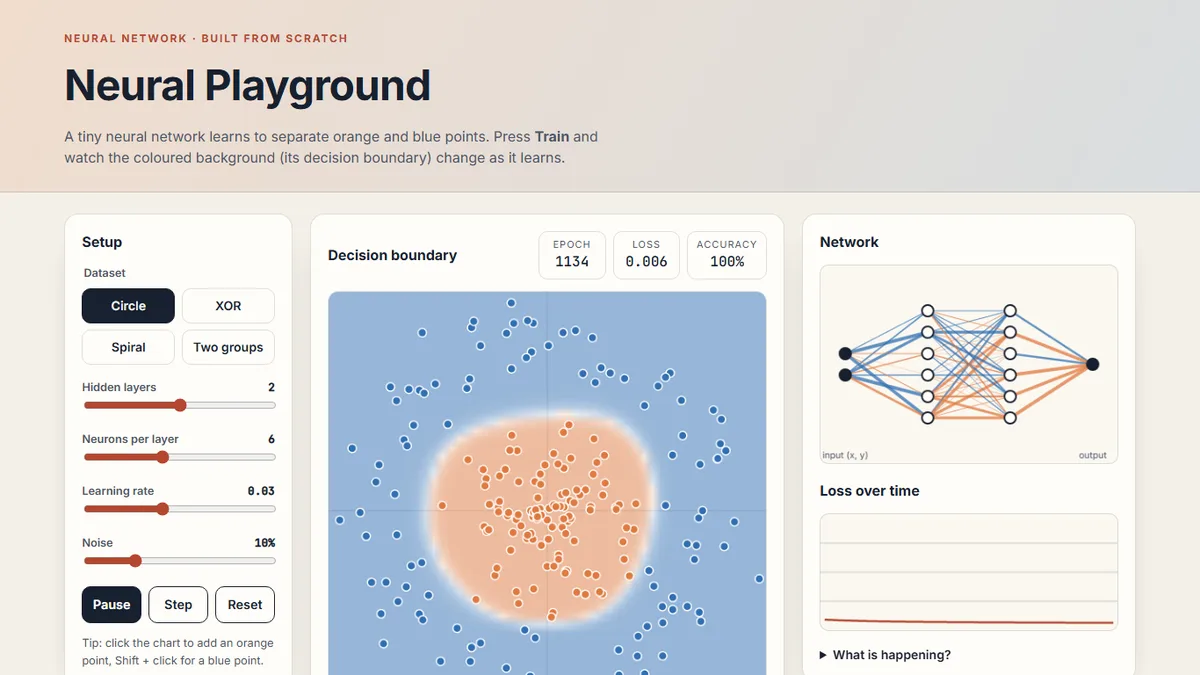 NEURAL NETWORK · BUILT FROM SCRATCH
Neural Playground
A tiny neural network learns to separate orange and blue points. Press Train and
watch the coloured background (its decision boundary) change as it learns.
Setup
Dataset
Circle
XOR
Spiral
Two groups
Hidden layers 2
Neurons per layer 6
Learning rate 0.03
Noise 10%
Pause
Step
Reset
Tip: click the chart to add an orange
point, Shift + click for a blue point.
Decision boundary
EPOCH
1134
LOSS
0.006
ACCURACY
100%
Network
input (x, y)
output
Loss over time
▶ What is happening?